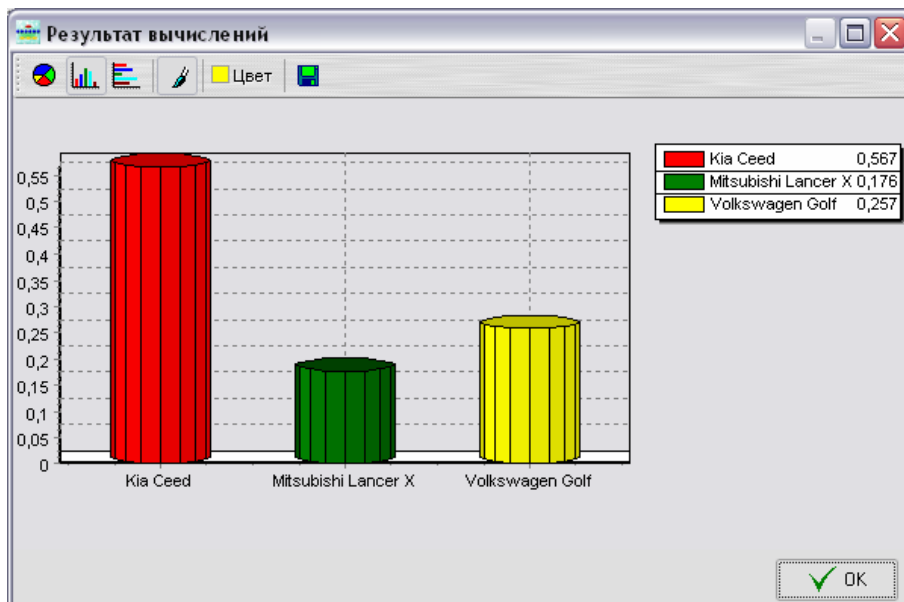 Результат вычислений
Цвет
Kia Ceed 0,567
Mitsubishi Lancer X 0,176
Volkswagen Golf 0,257
0,55
0,5
0,45
0,4
0,35
0,3
0,25
0,2
0,15
0,1
0,05
0
Kia Ceed Mitsubishi Lancer X Volkswagen Golf
OK